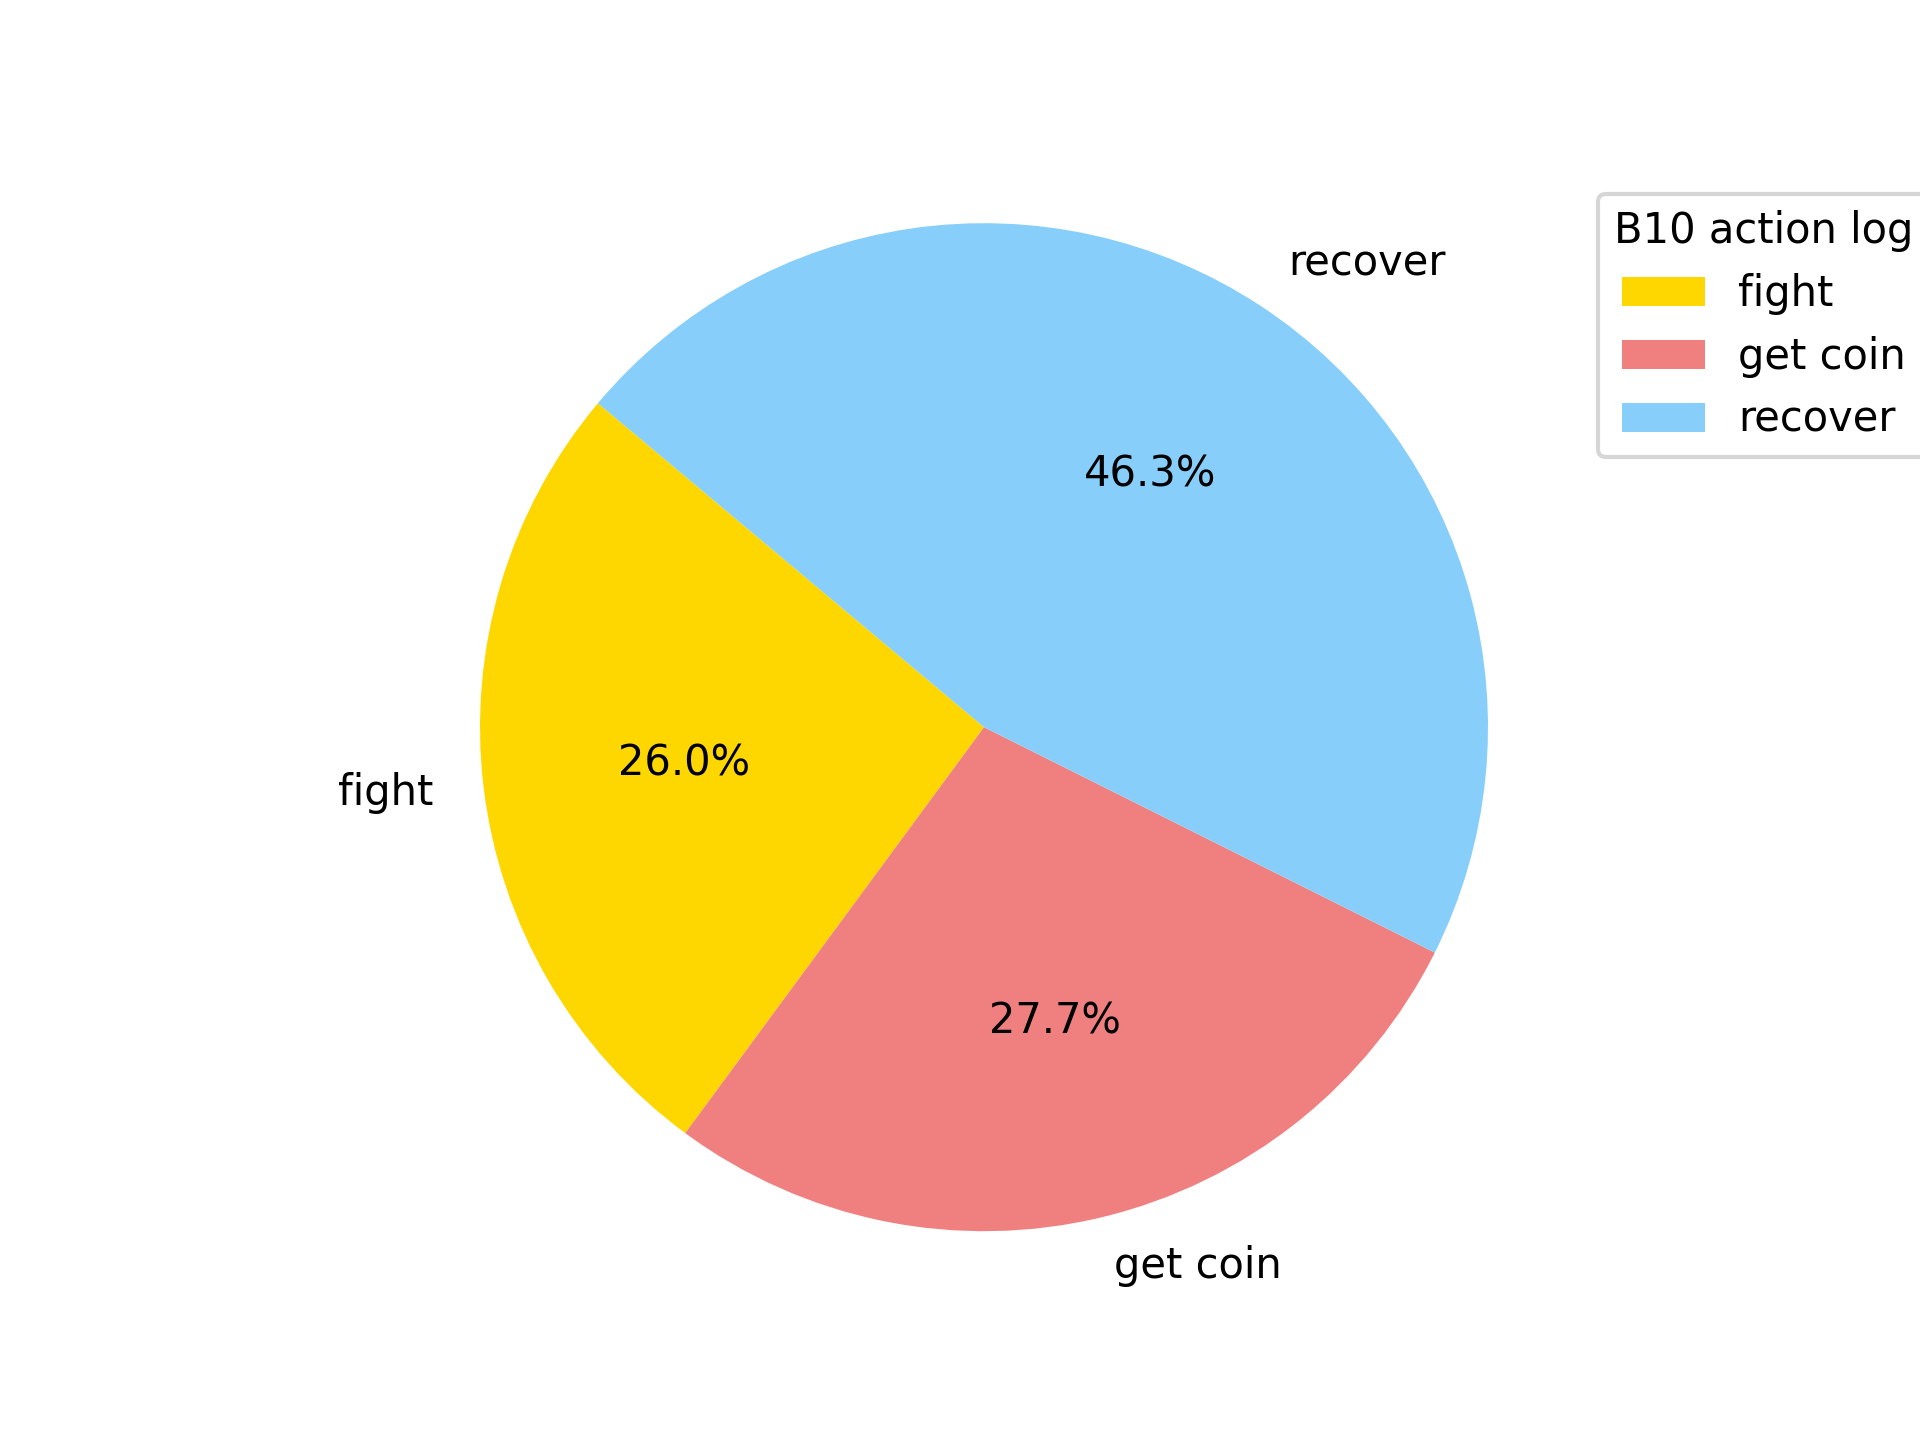 recover
B10 action log
fight
get coin
recover
46.3%
26.0%
fight
27.7%
get coin